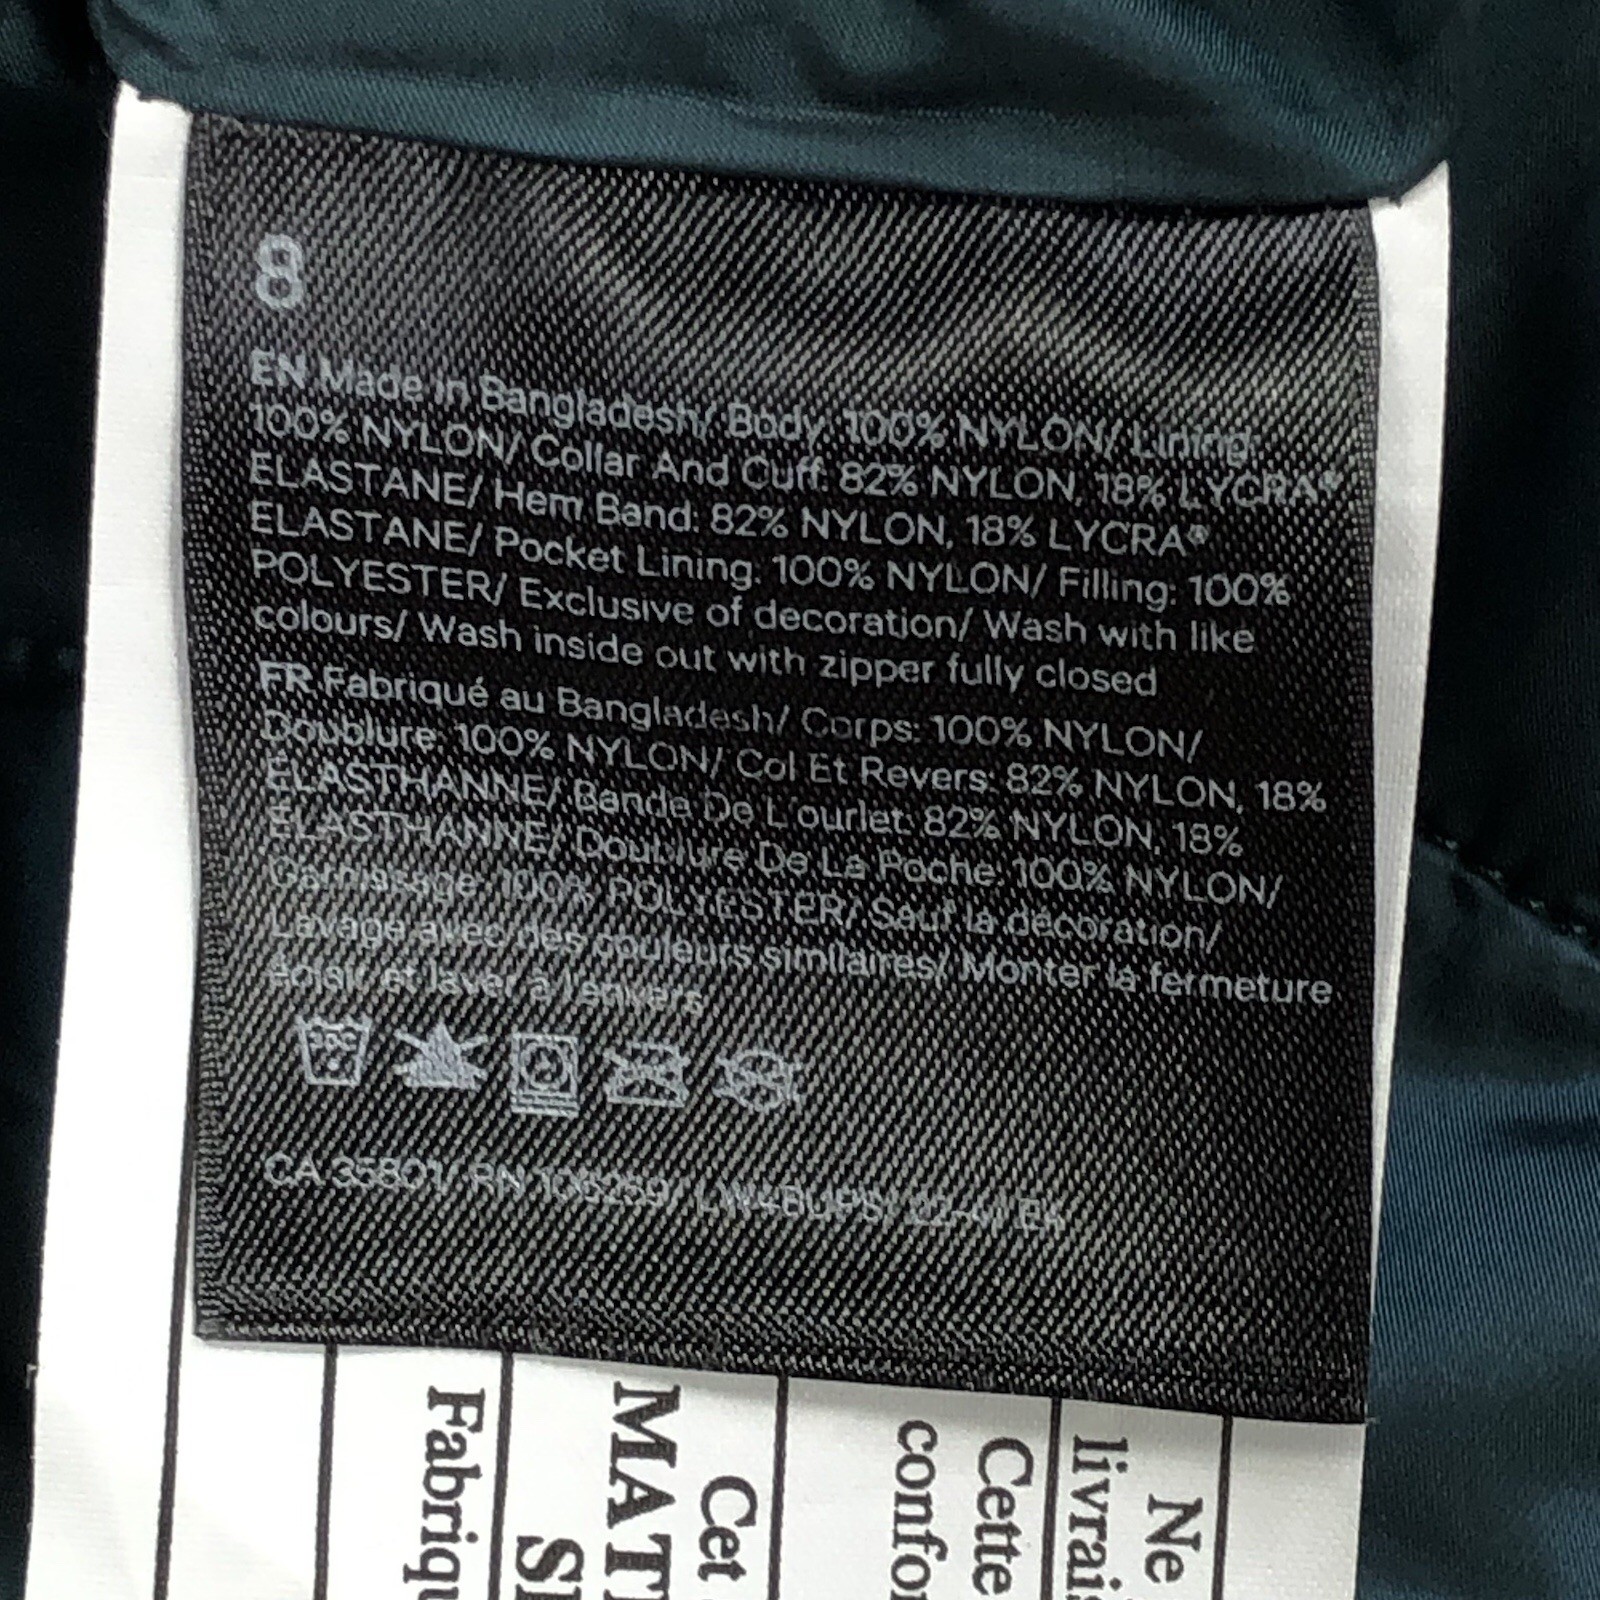 8
EN Made in Bangladesh/ Body: 100% NYLON/ Lining:
100% NYLON/ Collar And Cuff: 82% NYLON, 18% LYCRA®
ELASTANE/ Hem Band: 82% NYLON, 18% LYCRA®
ELASTANE/ Pocket Lining: 100% NYLON/ Filling: 100%
POLYESTER/ Exclusive of decoration/ Wash with like
colours/ Wash inside out with zipper fully closed
FR Fabriqué au Bangladesh/ Corps: 100% NYLON/
Doublure: 100% NYLON/ Col Et Revers: 82% NYLON, 18%
ÉLASTHANNE/ Bande De L'ourlet: 82% NYLON, 18%
ÉLASTHANNE/ Doublure De La Poche: 100% NYLON/
Garnissage: 100% POLYESTER/ Sauf la décoration/
Lavage avec des couleurs similaires/ Monter la fermeture
éclair et laver à l'envers
CA 35801/ RN 106259/
Fabriqu
MAT
Cet
confor
Cette
livrais
Ne